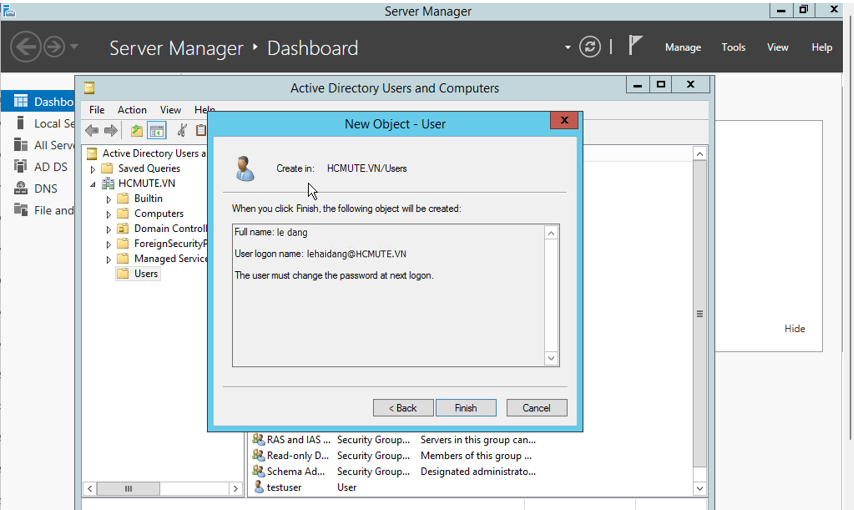 Server Manager
Server Manager • Dashboard
Manage Tools View Help
Dashbo
Local Se
All Serv
AD DS
DNS
File and
Active Directory Users and Computers
File Action View Help
Active Directory Users a
Saved Queries
HCMUTE.VN
Builtin
Computers
Domain Controll
ForeignSecurityP
Managed Service
Users
New Object - User
x
Create in: HCMUTE.VN/Users
When you click Finish, the following object will be created:
Full name: le dang
User logon name: lehaidang@HCMUTE.VN
The user must change the password at next logon.
< Back Finish Cancel
Hide
RAS and IAS ... Security Group... Servers in this group can...
Read-only D... Security Group... Members of this group ...
Schema Ad... Security Group... Designated administrato...
testuser User